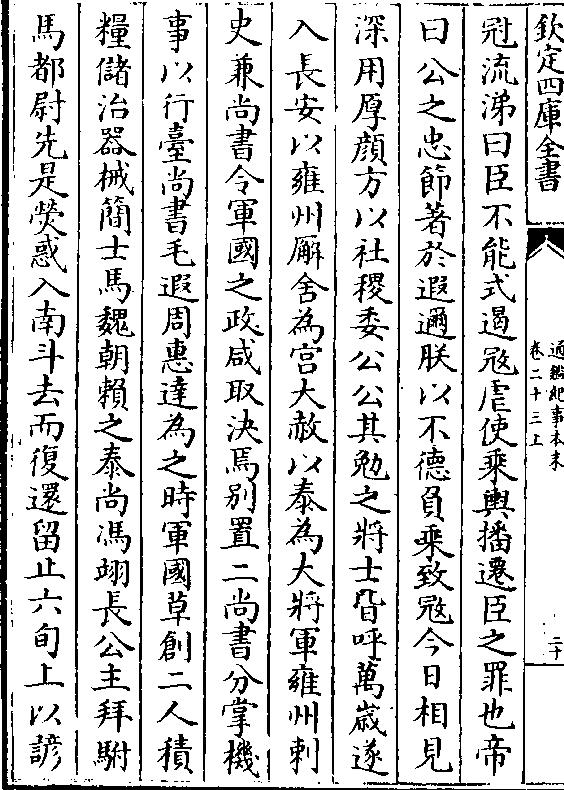 欽定四庫全書
通鑑紀事本末
卷二十三上
二十
冠流涕曰臣不能式遏㓂虐使乘輿播遷臣之罪也帝
曰公之忠節著於遐邇朕以不德負乘致㓂今日相見
深用厚顔方以社稷委公公其勉之將士皆呼萬歲遂
入長安以雍州廨舍為宫大赦以泰為大將軍雍州刺
史兼尚書令軍國之政咸取決焉别置二尚書分掌機
事以行臺尚書毛遐周惠達為之時軍國草創二人積
糧儲治器械簡士馬魏朝賴之泰尚馮翊長公主拜駙
馬都尉先是熒惑入南斗去而復還留止六旬上以諺